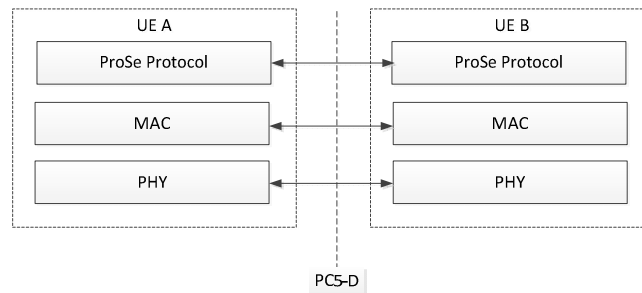 UE A
UE B
ProSe Protocol
ProSe Protocol
MAC
MAC
PHY
PHY
PC5-D